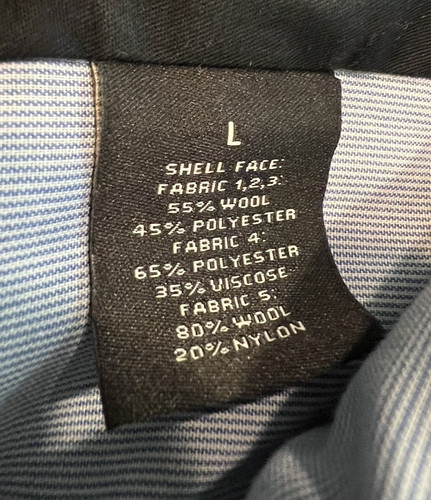 L
SHELL FACE:
FABRIC 1,2,3:
55% WOOL
45% POLYESTER
FABRIC 4:
65% POLYESTER
35% VISCOSE
FABRIC 5:
80% WOOL
20% NYLON